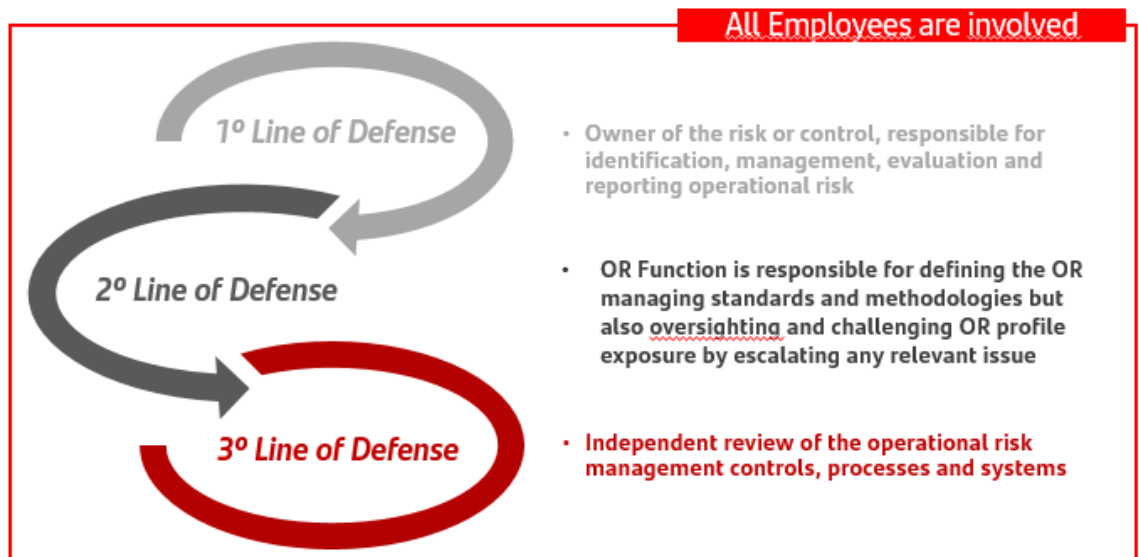 All Employees are involved
1º Line of Defense
• Owner of the risk or control, responsible for
identification, management, evaluation and
reporting operational risk
2º Line of Defense
• OR Function is responsible for defining the OR
managing standards and methodologies but
also oversighting and challenging OR profile
exposure by escalating any relevant issue
3º Line of Defense
• Independent review of the operational risk
management controls, processes and systems